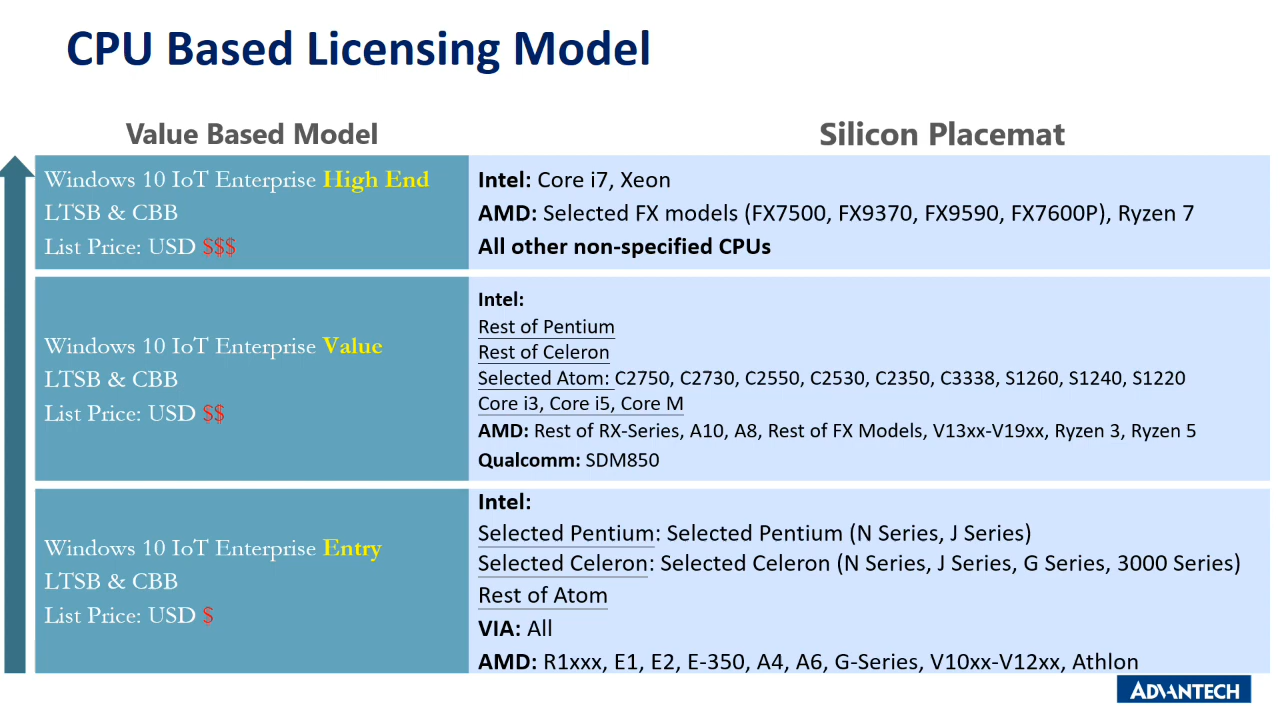 CPU Based Licensing Model
Value Based Model
Silicon Placemat
Windows 10 IoT Enterprise High End
LTSB & CBB
List Price: USD $$$
Intel: Core i7, Xeon
AMD: Selected FX models (FX7500, FX9370, FX9590, FX7600P), Ryzen 7
All other non-specified CPUs
Windows 10 IoT Enterprise Value
LTSB & CBB
List Price: USD $$
Intel:
Rest of Pentium
Rest of Celeron
Selected Atom: C2750, C2730, C2550, C2530, C2350, C3338, S1260, S1240, S1220
Core i3, Core i5, Core M
AMD: Rest of RX-Series, A10, A8, Rest of FX Models, V13xx-V19xx, Ryzen 3, Ryzen 5
Qualcomm: SDM850
Windows 10 IoT Enterprise Entry
LTSB & CBB
List Price: USD $
Intel:
Selected Pentium: Selected Pentium (N Series, J Series)
Selected Celeron: Selected Celeron (N Series, J Series, G Series, 3000 Series)
Rest of Atom
VIA: All
AMD: R1xxx, E1, E2, E-350, A4, A6, G-Series, V10xx-V12xx, Athlon
ADVANTECH